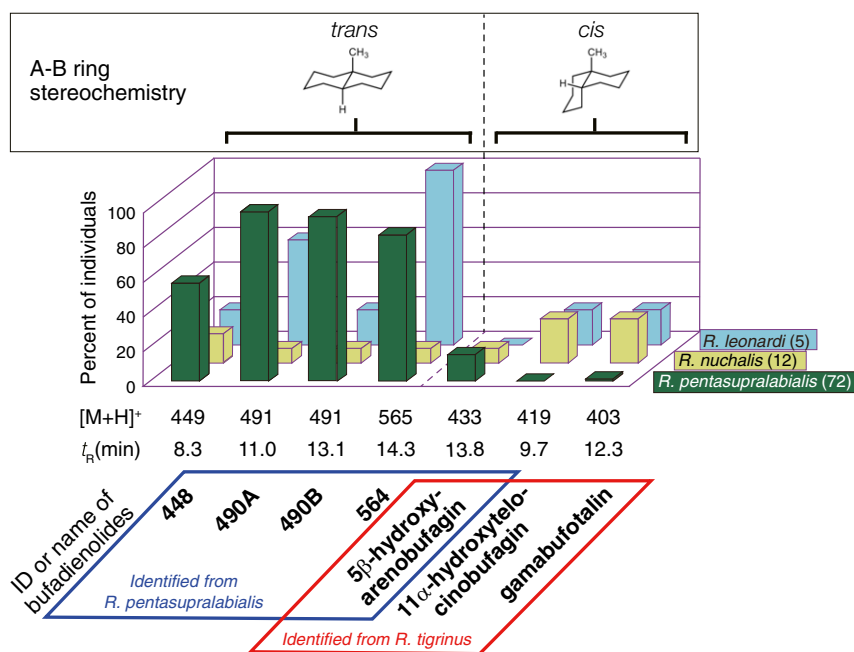 trans
cis
A-B ring
stereochemistry
CH3
H
CH3
H
Percent of individuals
100
80
60
40
20
0
R. leonardi (5)
R. nuchalis (12)
R. pentasupralabialis (72)
[M+H]+ 449 491 491 565 433 419 403
tR(min) 8.3 11.0 13.1 14.3 13.8 9.7 12.3
ID or name of
bufadienolides
448
490A
490B
564
5β-hydroxy-
arenobufagin
11α-hydroxytelo-
cinobufagin
gamabufotalin
Identified from
R. pentasupralabialis
Identified from R. tigrinus